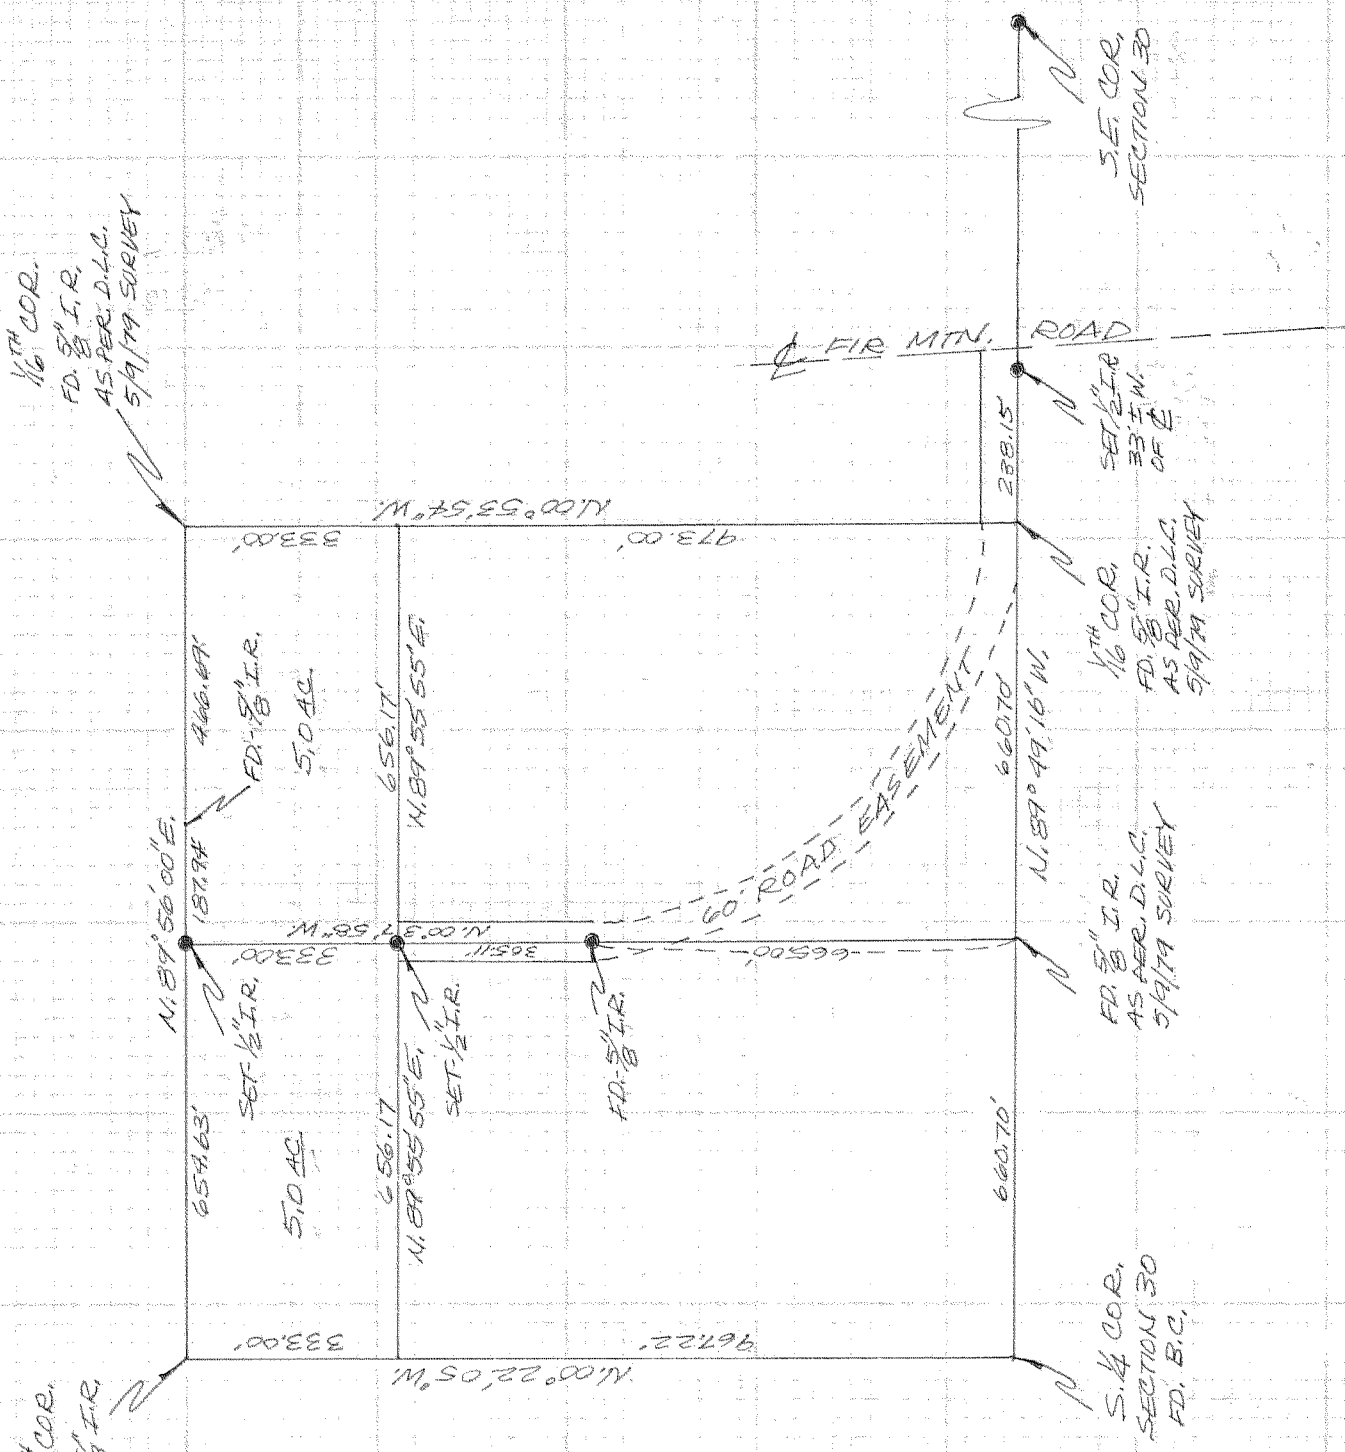 1/16TH COR.
FD. 5/8" I.R.
AS PER. D.L.C.
5/9/79 SURVEY
COR.
I.R.
N.89°56'00"E.
654.63'
187.94'
466.69'
SET-1/2" I.R.
FD.-5/8" I.R.
5.0 AC.
5.0 AC.
333.00'
333.00'
333.00'
N.00°37'58"W.
656.17
656.17'
N.89°55'55"E.
N.89°55'55"E.
SET-1/2" I.R.
305.11'
FD.-5/8" I.R.
N.00°22'05"W.
967.22'
665.00'
N.00°53'54"W.
973.00'
60' ROAD EASEMENT
℄ FIR MTN. ROAD
660.70'
660.70'
N.89°49'16"W.
238.15'
S.1/4 COR.
SECTION 30
FD. B.C.
FD. 5/8" I.R.
AS PER. D.L.C.
5/9/79 SURVEY
1/16TH COR.
FD. 5/8" I.R.
AS PER. D.L.C.
5/9/79 SURVEY
SET 1/2" I.R.
33'± W.
OF ℄
S.E. COR.
SECTION 30